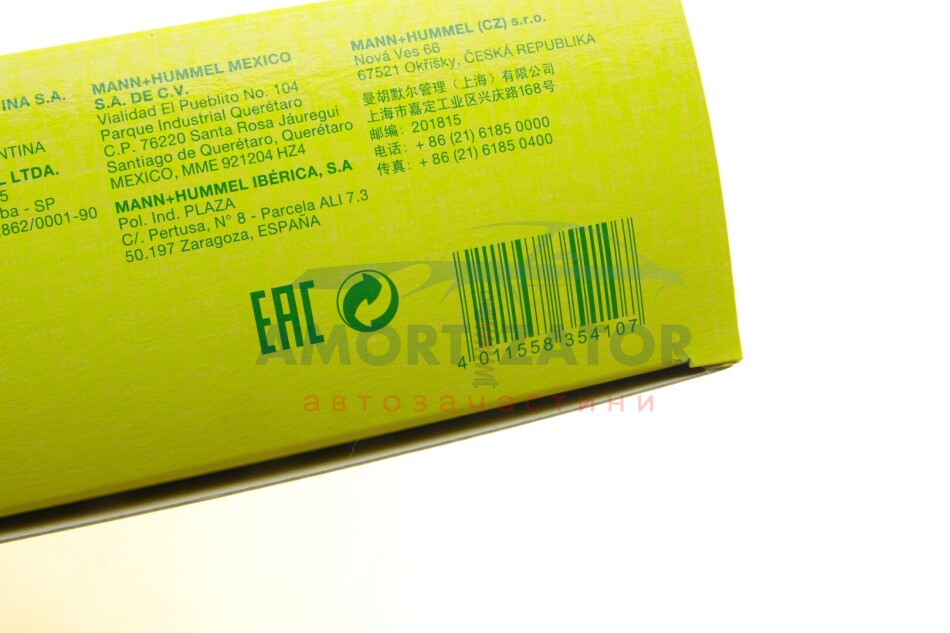 INA S.A.
NTINA
L LTDA.
5
ba - SP
862/0001-90
MANN+HUMMEL MEXICO
S.A. DE C.V.
Vialidad El Pueblito No. 104
Parque Industrial Querétaro
C.P. 76220 Santa Rosa Jáuregui
Santiago de Querétaro, Querétaro
MEXICO, MME 921204 HZ4
MANN+HUMMEL IBÉRICA, S.A
Pol. Ind. PLAZA
C/. Pertusa, N° 8 - Parcela ALI 7.3
50.197 Zaragoza, ESPAÑA
MANN+HUMMEL (CZ) s.r.o.
Nová Ves 66
67521 Okříšky, ČESKÁ REPUBLIKA
曼胡默尔管理（上海）有限公司
上海市嘉定工业区兴庆路168号
邮编: 201815
电话: + 86 (21) 6185 0000
传真: + 86 (21) 6185 0400
EAC
4 011558 354107
AMORTIZATOR
автозачастини